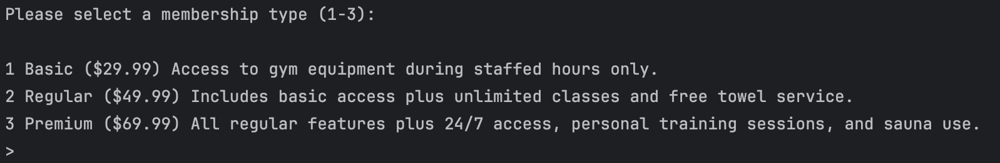 Please select a membership type (1-3):
1 Basic ($29.99) Access to gym equipment during staffed hours only.
2 Regular ($49.99) Includes basic access plus unlimited classes and free towel service.
3 Premium ($69.99) All regular features plus 24/7 access, personal training sessions, and sauna use.
>